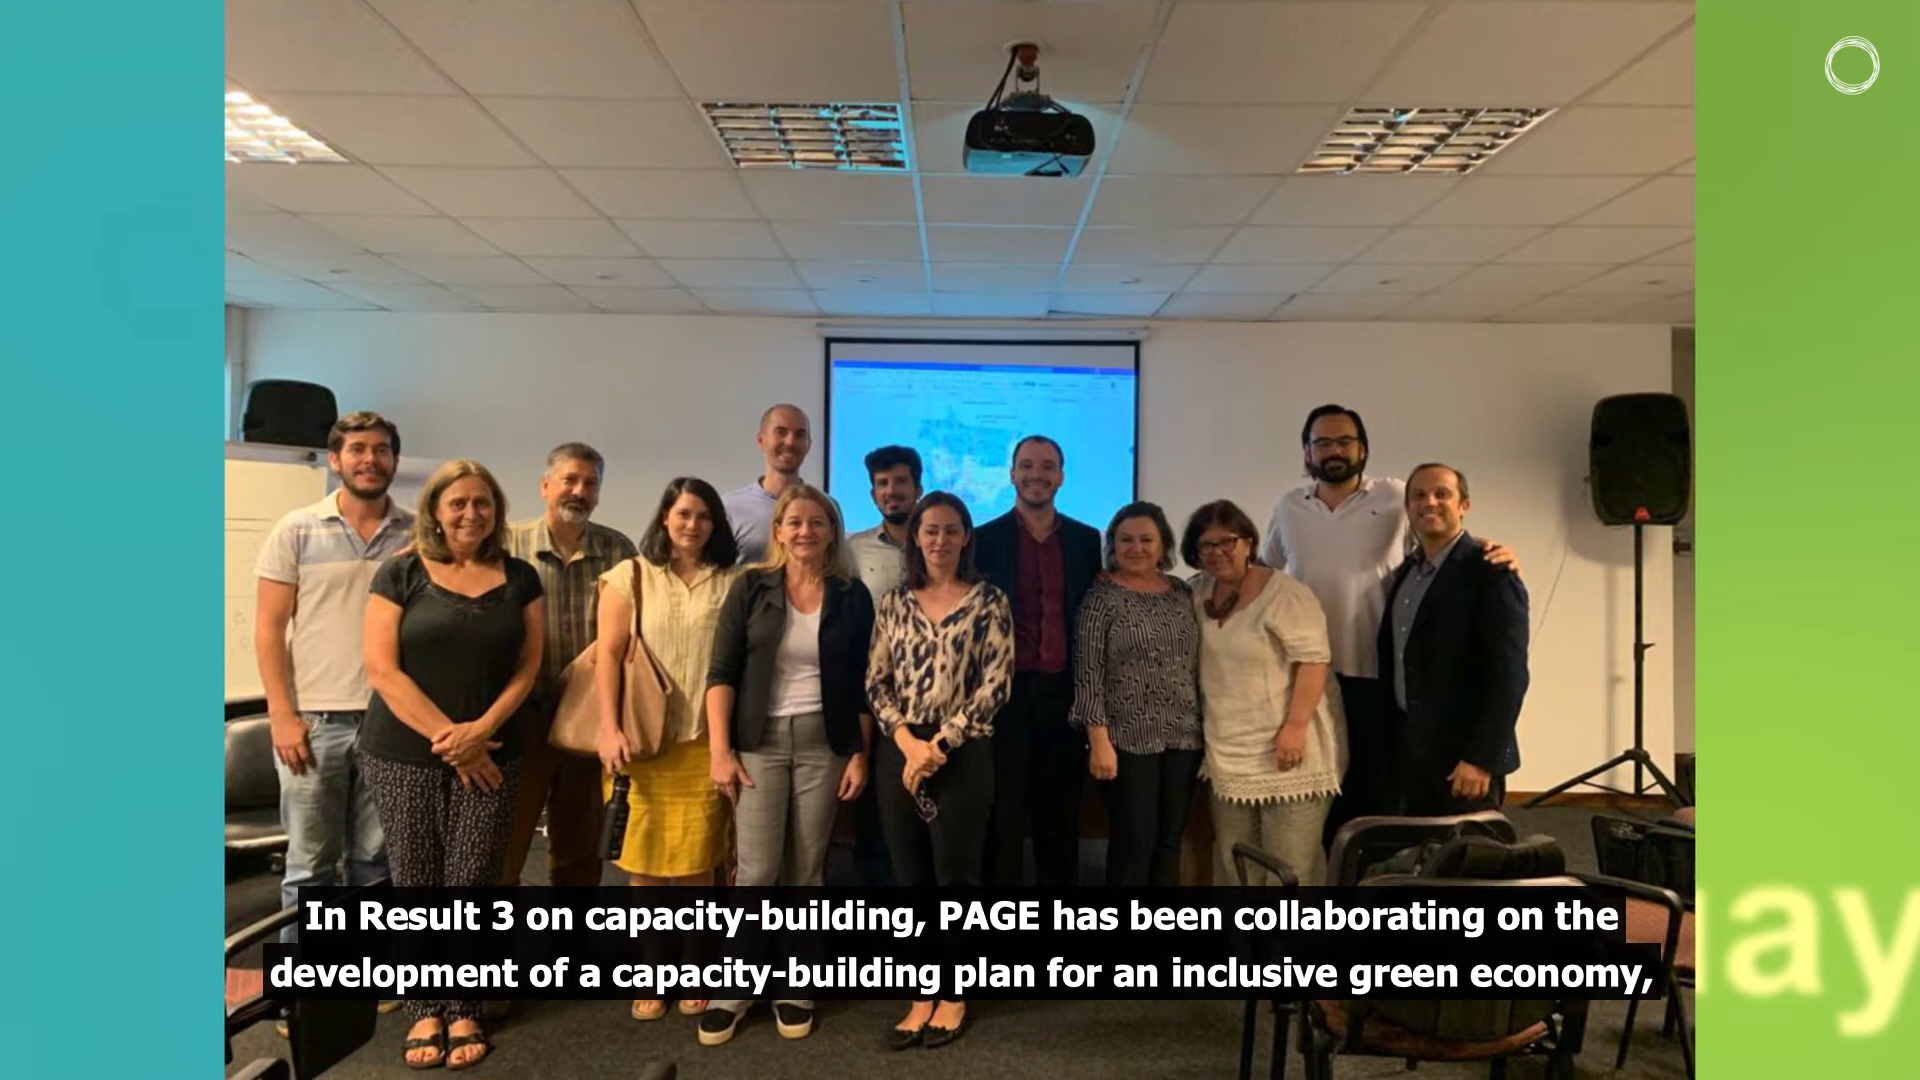 In Result 3 on capacity-building, PAGE has been collaborating on the
development of a capacity-building plan for an inclusive green economy,
uay